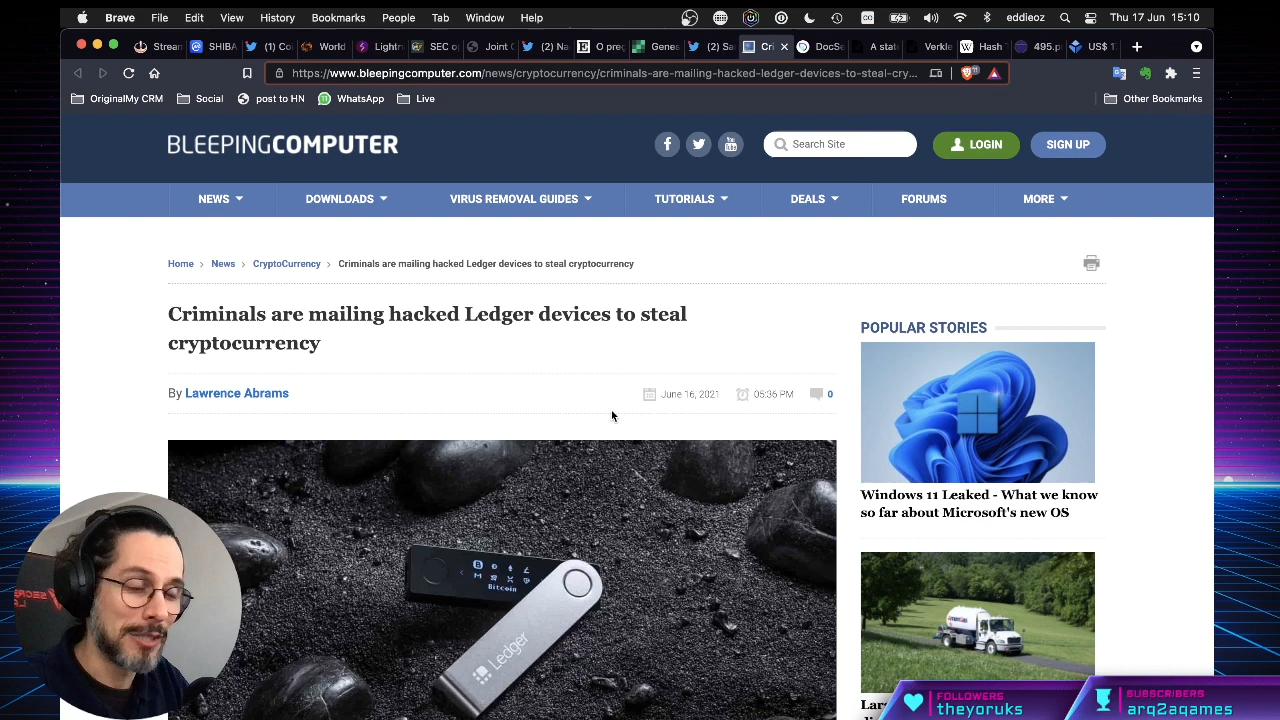 Brave File Edit View History Bookmarks People Tab Window Help eddieoz Thu 17 Jun 15:10
Stream SHIBA (1) Co World Lightn SEC o Joint (2) Na O preç Genes (2) Sa Cri DocSe A state Verkle Hash 495.p US$ 1
https://www.bleepingcomputer.com/news/cryptocurrency/criminals-are-mailing-hacked-ledger-devices-to-steal-cry... 11
OriginalMy CRM Social post to HN WhatsApp Live Other Bookmarks
BLEEPINGCOMPUTER Search Site LOGIN SIGN UP
NEWS DOWNLOADS VIRUS REMOVAL GUIDES TUTORIALS DEALS FORUMS MORE
Home News CryptoCurrency Criminals are mailing hacked Ledger devices to steal cryptocurrency
Criminals are mailing hacked Ledger devices to steal
cryptocurrency
By Lawrence Abrams June 16, 2021 05:36 PM 0
Bitcoin
Ledger
POPULAR STORIES
Windows 11 Leaked - What we know
so far about Microsoft's new OS
FOLLOWERS
theyoruks
SUBSCRIBERS
arq2aqames